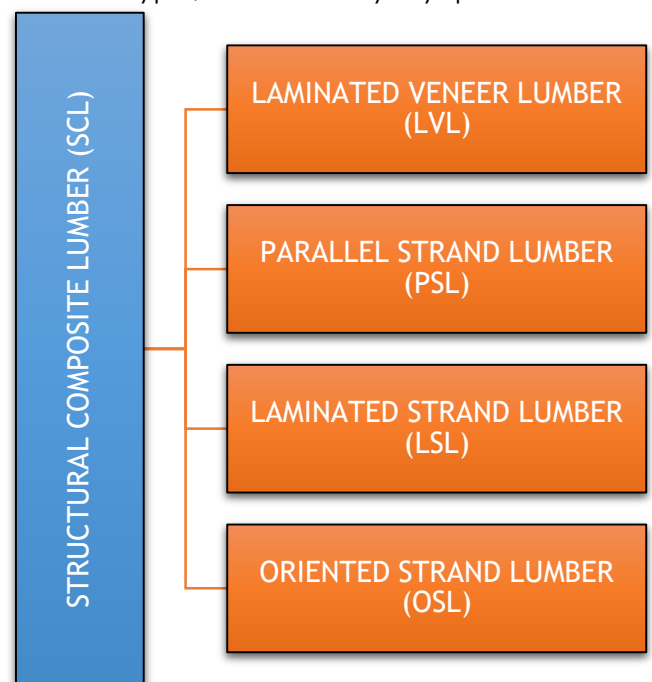 STRUCTURAL COMPOSITE LUMBER (SCL)
LAMINATED VENEER LUMBER
(LVL)
PARALLEL STRAND LUMBER
(PSL)
LAMINATED STRAND LUMBER
(LSL)
ORIENTED STRAND LUMBER
(OSL)